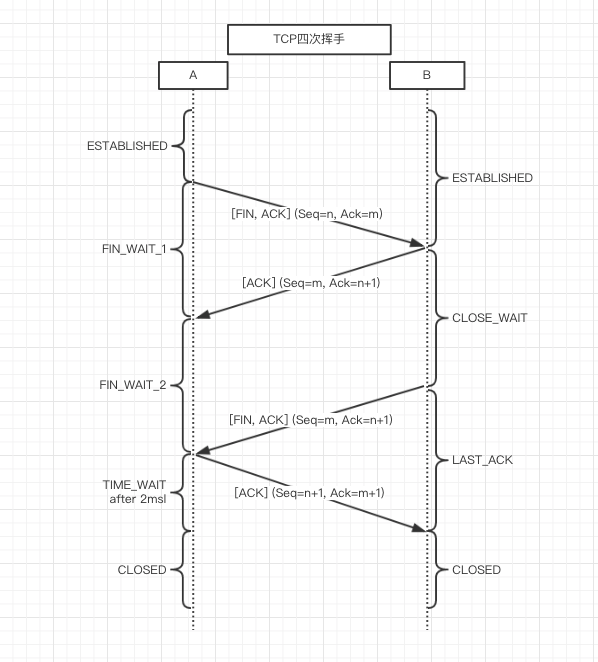 TCP四次挥手
A
B
ESTABLISHED
ESTABLISHED
[FIN, ACK] (Seq=n, Ack=m)
FIN_WAIT_1
[ACK] (Seq=m, Ack=n+1)
CLOSE_WAIT
FIN_WAIT_2
[FIN, ACK] (Seq=m, Ack=n+1)
LAST_ACK
TIME_WAIT
after 2msl
[ACK] (Seq=n+1, Ack=m+1)
CLOSED
CLOSED